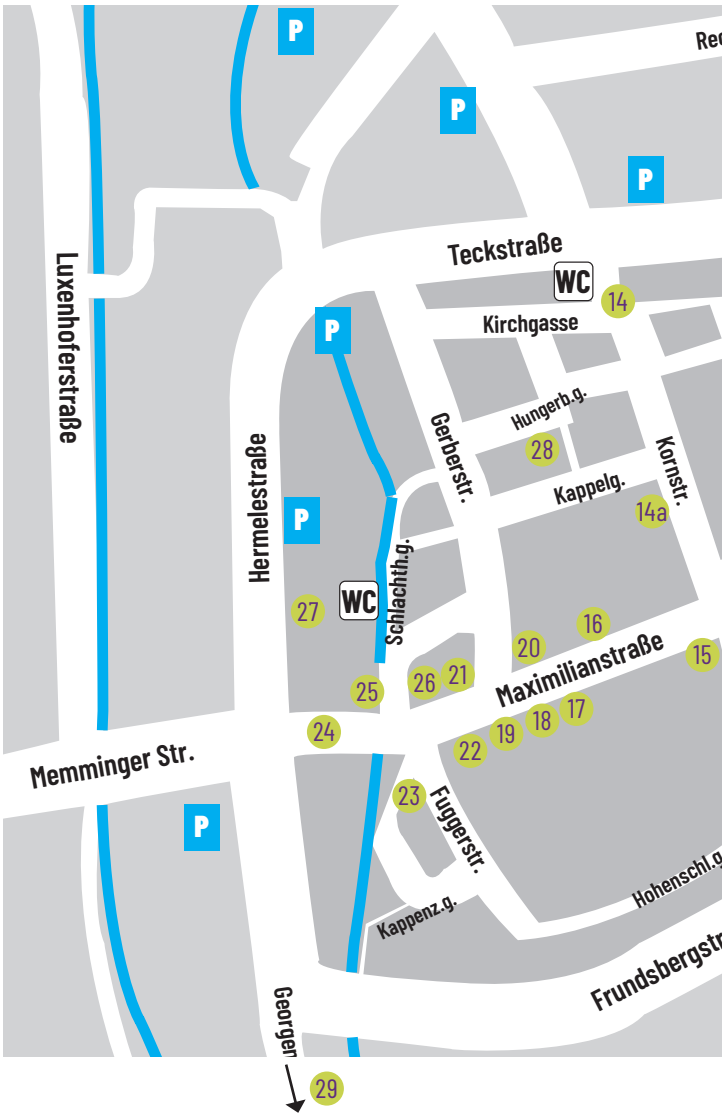 P
Rec
P
P
Teckstraße
WC
14
Luxenhoferstraße
P
Kirchgasse
Hungerb.g.
Gerberstr.
28
Kornstr.
Kappelg.
14a
Hermelestraße
P
Schlachth.g.
WC
27
16
20
15
Maximilianstraße
21
26
25
17
18
19
22
24
Memminger Str.
23
Fuggerstr.
P
Hohenschl.g
Kappenz.g.
Frundsbergstr
Georgen
29